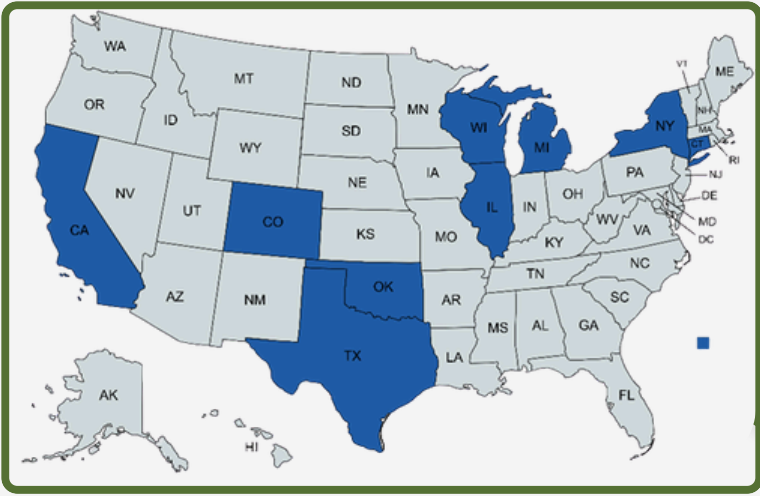 WA
MT
ND
MN
VT
ME
OR
ID
SD
WI
MI
NY
NH
MA
CT
RI
WY
IA
PA
NJ
NE
NV
UT
CO
IL
IN
OH
DE
KS
MO
WV
VA
MD
DC
CA
KY
NC
TN
AZ
NM
OK
AR
SC
MS
AL
GA
TX
LA
AK
FL
HI